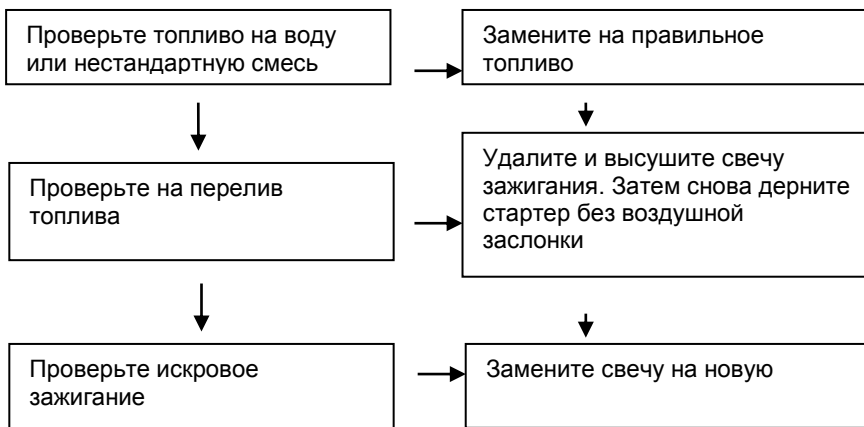 Проверьте топливо на воду
или нестандартную смесь
Замените на правильное
топливо
Проверьте на перелив
топлива
Удалите и высушите свечу
зажигания. Затем снова дерните
стартер без воздушной
заслонки
Проверьте искровое
зажигание
Замените свечу на новую